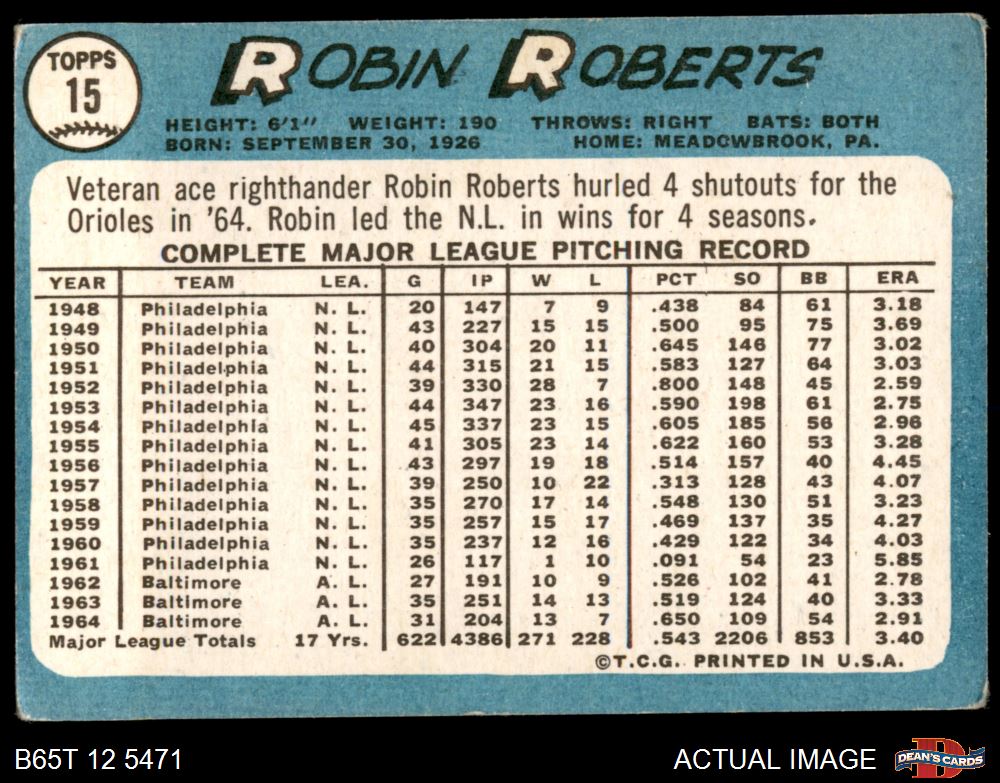 TOPPS
15
ROBIN ROBERTS
HEIGHT: 6'1" WEIGHT: 190 THROWS: RIGHT BATS: BOTH
BORN: SEPTEMBER 30, 1926 HOME: MEADOWBROOK, PA.
Veteran ace righthander Robin Roberts hurled 4 shutouts for the
Orioles in '64. Robin led the N.L. in wins for 4 seasons.
COMPLETE MAJOR LEAGUE PITCHING RECORD
YEAR TEAM LEA. G IP W L PCT SO BB ERA
1948 Philadelphia N. L. 20 147 7 9 .438 84 61 3.18
1949 Philadelphia N. L. 43 227 15 15 .500 95 75 3.69
1950 Philadelphia N. L. 40 304 20 11 .645 146 77 3.02
1951 Philadelphia N. L. 44 315 21 15 .583 127 64 3.03
1952 Philadelphia N. L. 39 330 28 7 .800 148 45 2.59
1953 Philadelphia N. L. 44 347 23 16 .590 198 61 2.75
1954 Philadelphia N. L. 45 337 23 15 .605 185 56 2.96
1955 Philadelphia N. L. 41 305 23 14 .622 160 53 3.28
1956 Philadelphia N. L. 43 297 19 18 .514 157 40 4.45
1957 Philadelphia N. L. 39 250 10 22 .313 128 43 4.07
1958 Philadelphia N. L. 35 270 17 14 .548 130 51 3.23
1959 Philadelphia N. L. 35 257 15 17 .469 137 35 4.27
1960 Philadelphia N. L. 35 237 12 16 .429 122 34 4.03
1961 Philadelphia N. L. 26 117 1 10 .091 54 23 5.85
1962 Baltimore A. L. 27 191 10 9 .526 102 41 2.78
1963 Baltimore A. L. 35 251 14 13 .519 124 40 3.33
1964 Baltimore A. L. 31 204 13 7 .650 109 54 2.91
Major League Totals 17 Yrs. 622 4386 271 228 .543 2206 853 3.40
©T.C.G. PRINTED IN U.S.A.
B65T 12 5471 ACTUAL IMAGE
D
DEAN'S CARDS